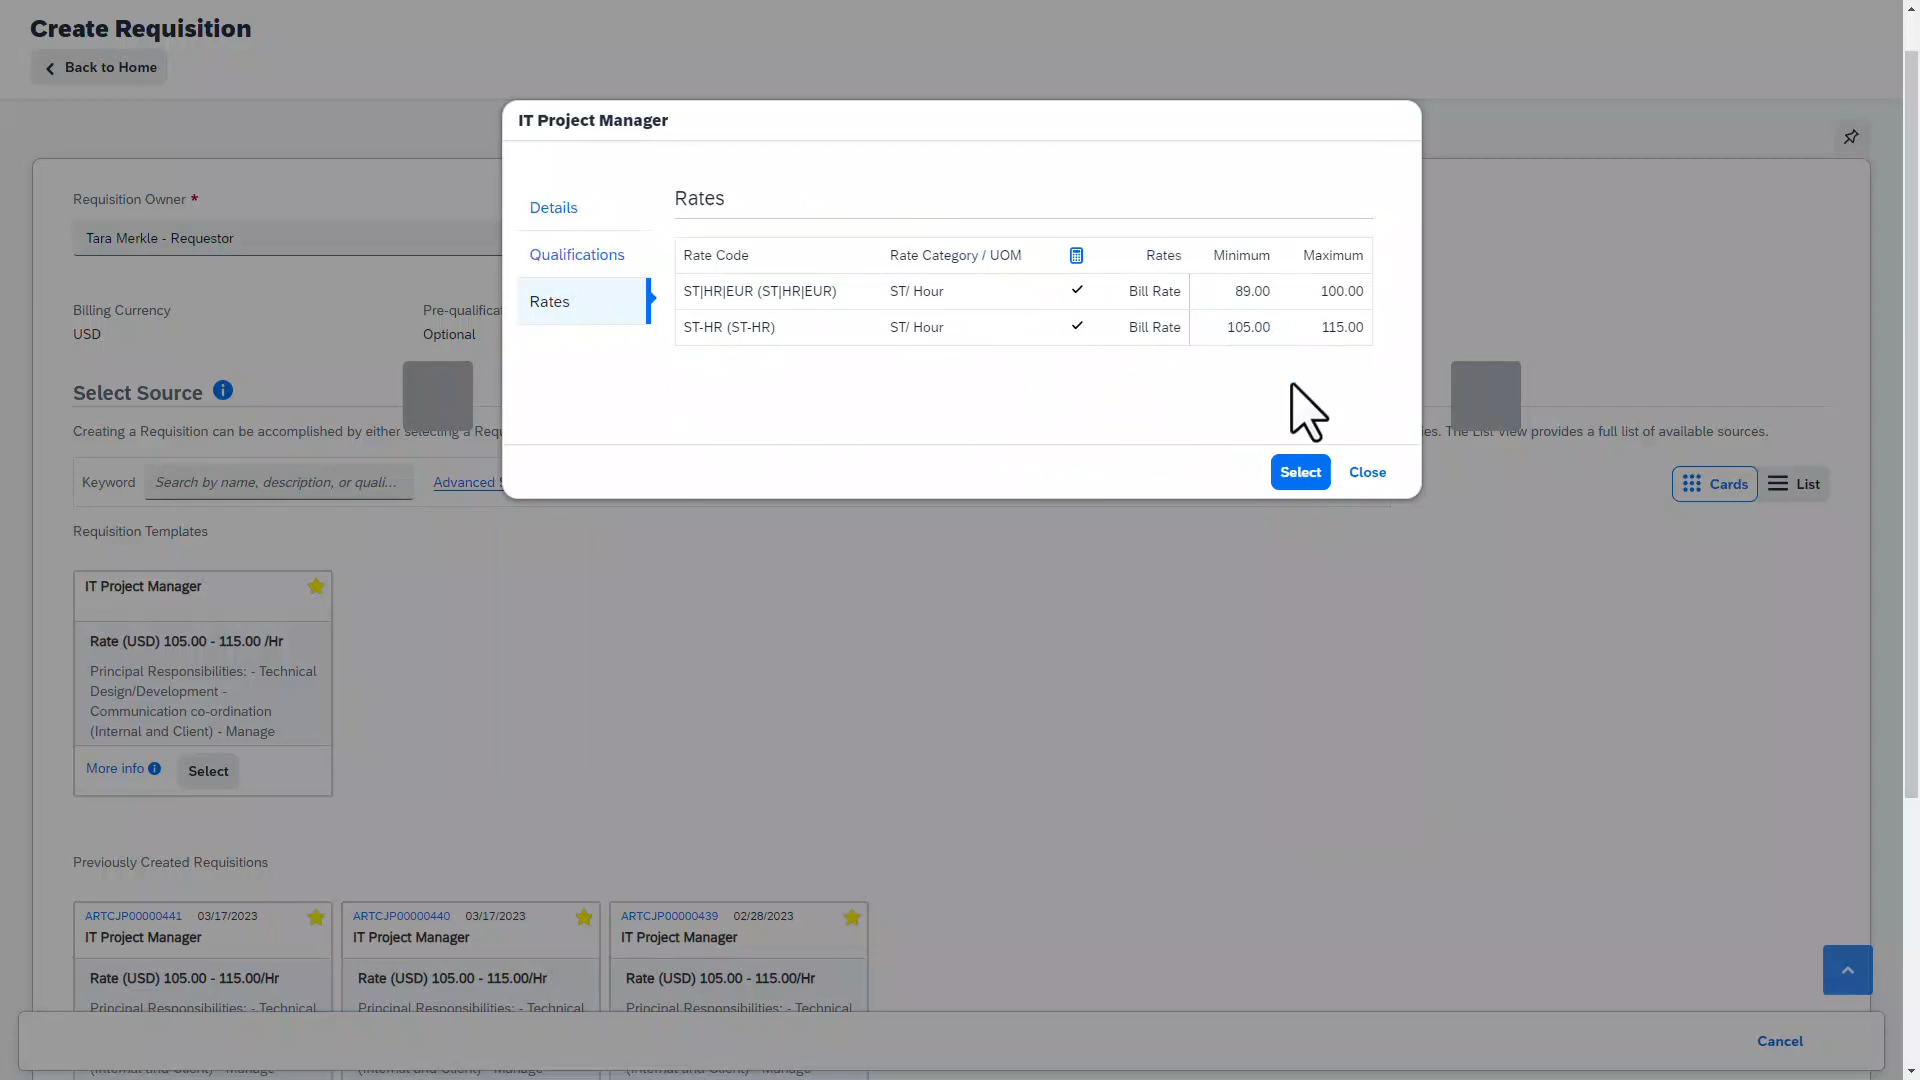 Create Requisition
Back to Home
IT Project Manager
Requisition Owner *
Tara Merkle - Requestor
Billing Currency
USD
Pre-qualificat
Optional
Details
Qualifications
Rates
Rates
Rate Code Rate Category / UOM Rates Minimum Maximum
ST|HR|EUR (ST|HR|EUR) ST/ Hour Bill Rate 89.00 100.00
ST-HR (ST-HR) ST/ Hour Bill Rate 105.00 115.00
Select Close
Select Source
Creating a Requisition can be accomplished by either selecting a Requ
ies. The List View provides a full list of available sources.
Keyword Search by name, description, or quali... Advanced S
Cards List
Requisition Templates
IT Project Manager
Rate (USD) 105.00 - 115.00 /Hr
Principal Responsibilities: - Technical
Design/Development -
Communication co-ordination
(Internal and Client) - Manage
More info Select
Previously Created Requisitions
ARTCJP00000441 03/17/2023
IT Project Manager
Rate (USD) 105.00 - 115.00/Hr
Principal Responsibilities: - Technical
(Internal and Client) - Manage
ARTCJP00000440 03/17/2023
IT Project Manager
Rate (USD) 105.00 - 115.00/Hr
Principal Responsibilities: - Technical
(Internal and Client) - Manage
ARTCJP00000439 02/28/2023
IT Project Manager
Rate (USD) 105.00 - 115.00/Hr
Principal Responsibilities: - Technical
(Internal and Client) - Manage
Cancel